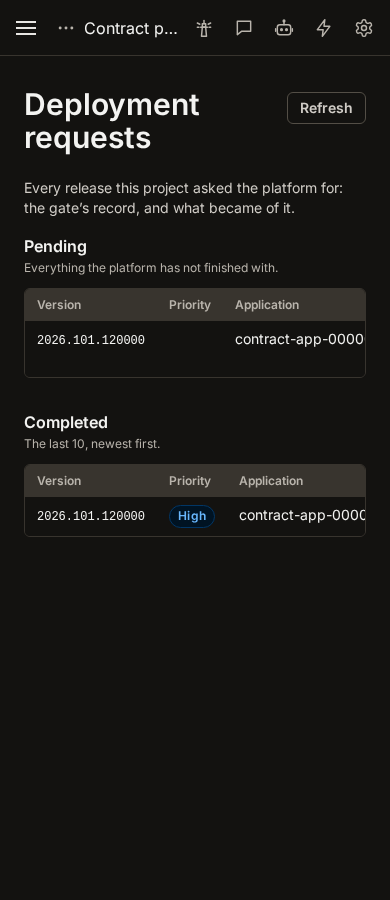 Contract p...
Deployment
requests
Refresh
Every release this project asked the platform for:
the gate’s record, and what became of it.
Pending
Everything the platform has not finished with.
Version Priority Application
2026.101.120000 contract-app-0000
Completed
The last 10, newest first.
Version Priority Application
2026.101.120000 High contract-app-0000